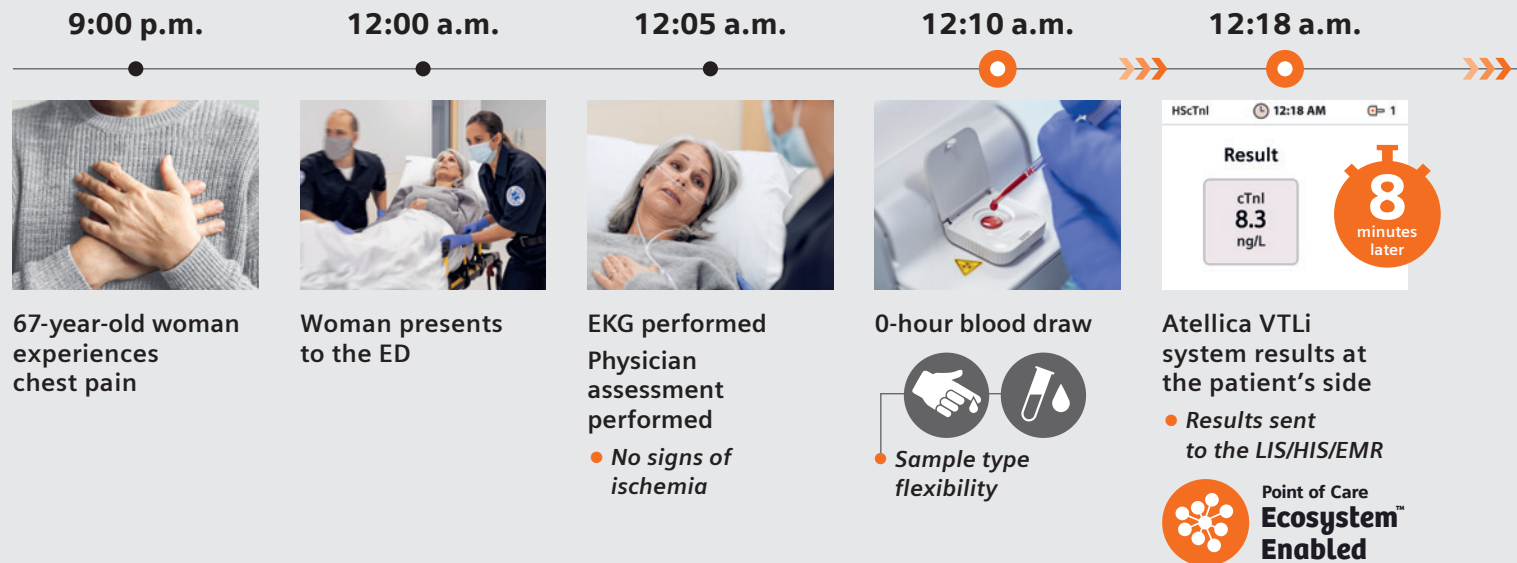 9:00 p.m.
12:00 a.m.
12:05 a.m.
12:10 a.m.
12:18 a.m.
67-year-old woman
experiences
chest pain
Woman presents
to the ED
EKG performed
Physician
assessment
performed
No signs of
ischemia
0-hour blood draw
Sample type
flexibility
HScTnI
12:18 AM
1
Result
cTnI
8.3
ng/L
8
minutes
later
Atellica VTLi
system results at
the patient’s side
Results sent
to the LIS/HIS/EMR
Point of Care
Ecosystem™
Enabled